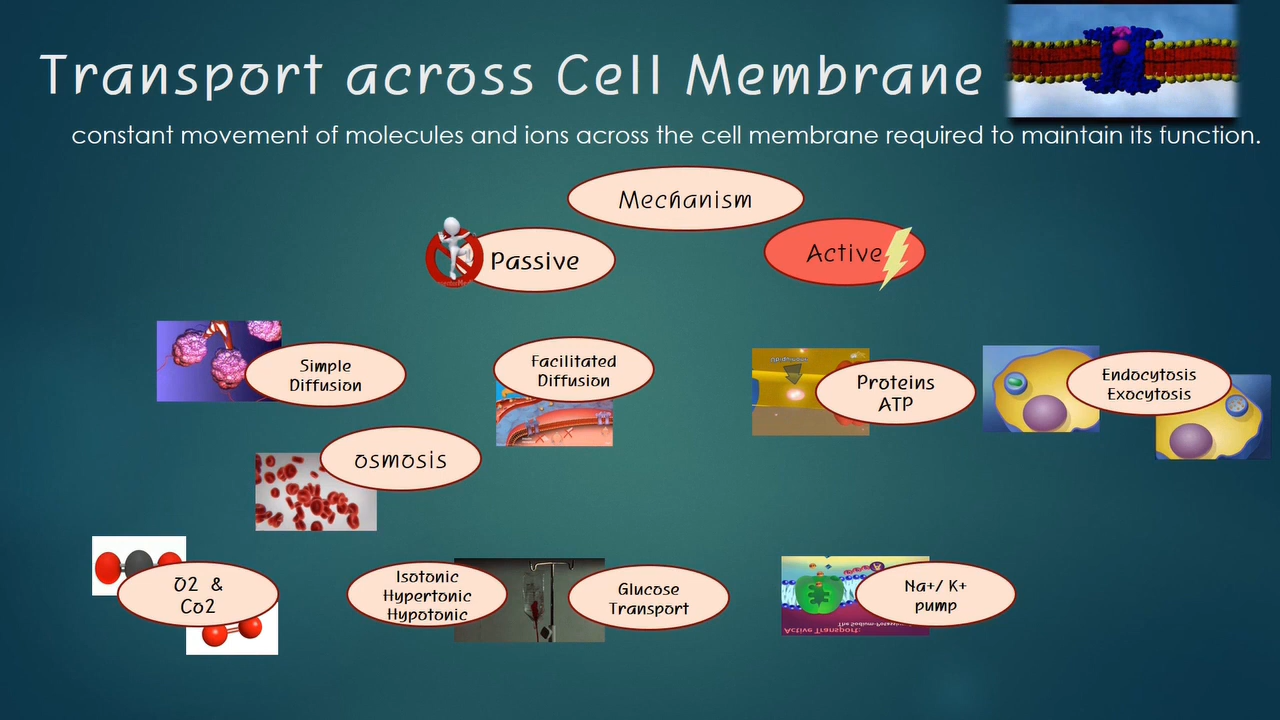 Transport across Cell Membrane
constant movement of molecules and ions across the cell membrane required to maintain its function.
Mechanism
Passive
Active
Simple
Diffusion
Facilitated
Diffusion
Proteins
ATP
Endocytosis
Exocytosis
osmosis
O2 &
Co2
Isotonic
Hypertonic
Hypotonic
Glucose
Transport
Na+/ K+
pump
Active Transport: